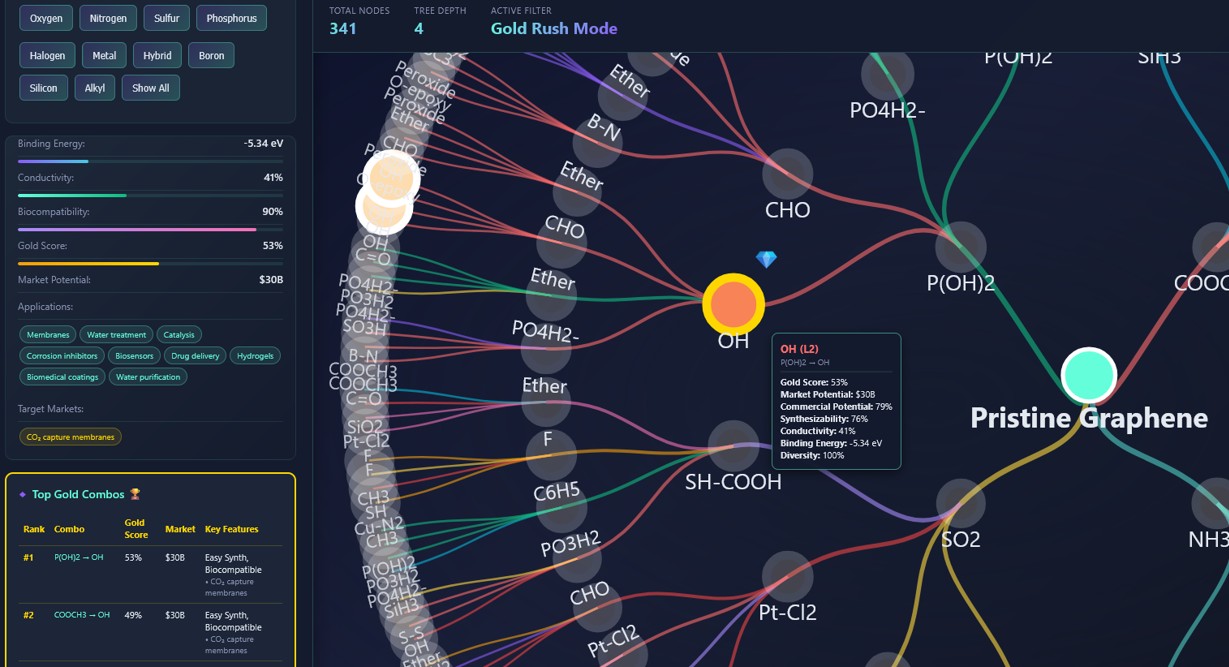 Oxygen Nitrogen Sulfur Phosphorus
Halogen Metal Hybrid Boron
Silicon Alkyl Show All
Binding Energy: -5.34 eV
Conductivity: 41%
Biocompatibility: 90%
Gold Score: 53%
Market Potential: $30B
Applications:
Membranes Water treatment Catalysis
Corrosion inhibitors Biosensors Drug delivery Hydrogels
Biomedical coatings Water purification
Target Markets:
CO₂ capture membranes
Top Gold Combos 🏆
Rank Combo Gold Score Market Key Features
#1 P(OH)2 → OH 53% $30B Easy Synth, Biocompatible
• CO₂ capture membranes
#2 COOCH3 → OH 49% $30B Easy Synth, Biocompatible
• CO₂ capture membranes
TOTAL NODES
341
TREE DEPTH
4
ACTIVE FILTER
Gold Rush Mode
Peroxide
O-epoxy
Peroxide
Ether
CHO
OH
C=O
PO4H2-
PO3H2
PO4H2-
SO3H
B-N
COOCH3
COOCH3
C=O
SiO2
Pt-Cl2
F
F
CH3
SH
Cu-N2
CH3
P(OH)2
PO3H2
PO4H2-
SiH3
S-S
OH
Ether
Ether
B-N
Ether
CHO
Ether
PO4H2-
Ether
F
C6H5
PO3H2
CHO
Pt-Cl2
CHO
OH
SH-COOH
Pt-Cl2
PO4H2-
P(OH)2
SO2
P(OH)2
SiH3
Pristine Graphene
NH3
OH (L2)
P(OH)2 → OH
Gold Score: 53%
Market Potential: $30B
Commercial Potential: 79%
Synthesizability: 76%
Conductivity: 41%
Binding Energy: -5.34 eV
Diversity: 100%